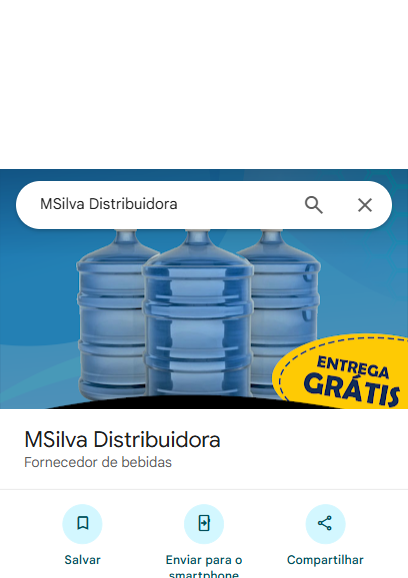 MSilva Distribuidora
ENTREGA
GRÁTIS
MSilva Distribuidora
Fornecedor de bebidas
Salvar
Enviar para o
smartphone
Compartilhar